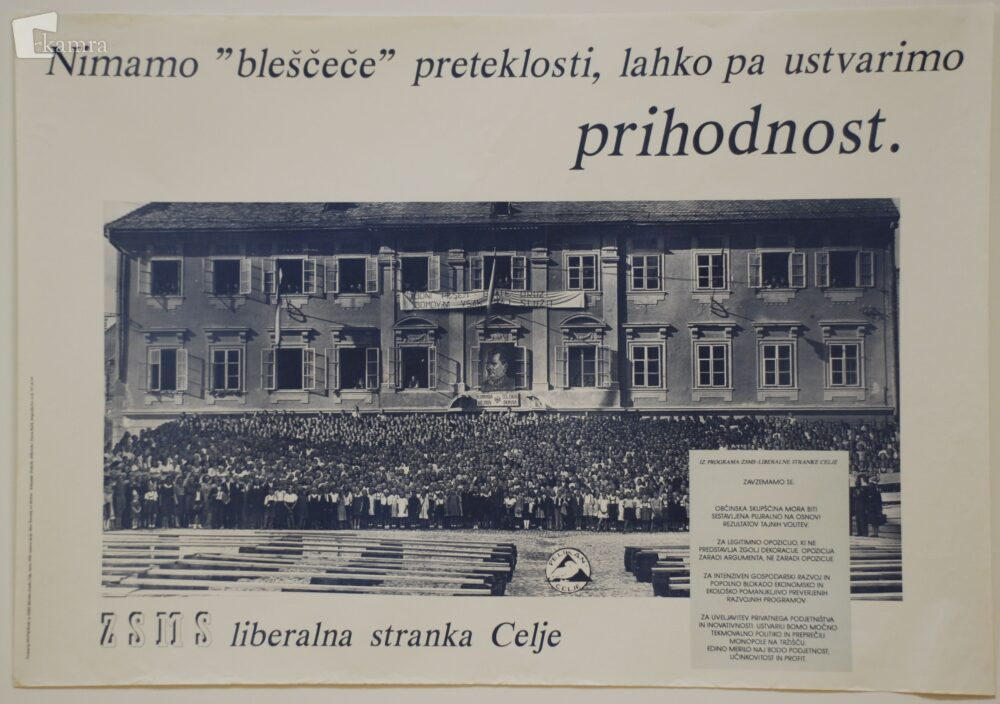 rkamra
Nimamo "bleščeče" preteklosti, lahko pa ustvarimo
prihodnost.
IZ PROGRAMA ZSMS-LIBERALNE STRANKE CELJE
ZAVZEMAMO SE:
OBČINSKA SKUPŠČINA MORA BITI
SESTAVLJENA PLURALNO NA OSNOVI
REZULTATOV TAJNIH VOLITEV.
ZA LEGITIMNO OPOZICIJO, KI NE
PREDSTAVLJA ZGOLJ DEKORACIJE. OPOZICIJA
ZARADI ARGUMENTA, NE ZARADI OPOZICIJE.
ZA INTENZIVEN GOSPODARSKI RAZVOJ IN
POPOLNO BLOKADO EKONOMSKO IN
EKOLOŠKO POMANJKLJIVO PREVERJENIH
RAZVOJNIH PROGRAMOV.
ZA UVELJAVITEV PRIVATNEGA PODJETNIŠTVA
IN INOVATIVNOSTI. USTVARILI BOMO MOČNO
TEKMOVALNO POLITIKO IN PREPREČILI
MONOPOLE NA TRŽIŠČU.
EDINO MERILO NAJ BODO PODJETNOST,
UČINKOVITOST IN PROFIT.
PELIKAN
CELJE
ZSMS liberalna stranka Celje